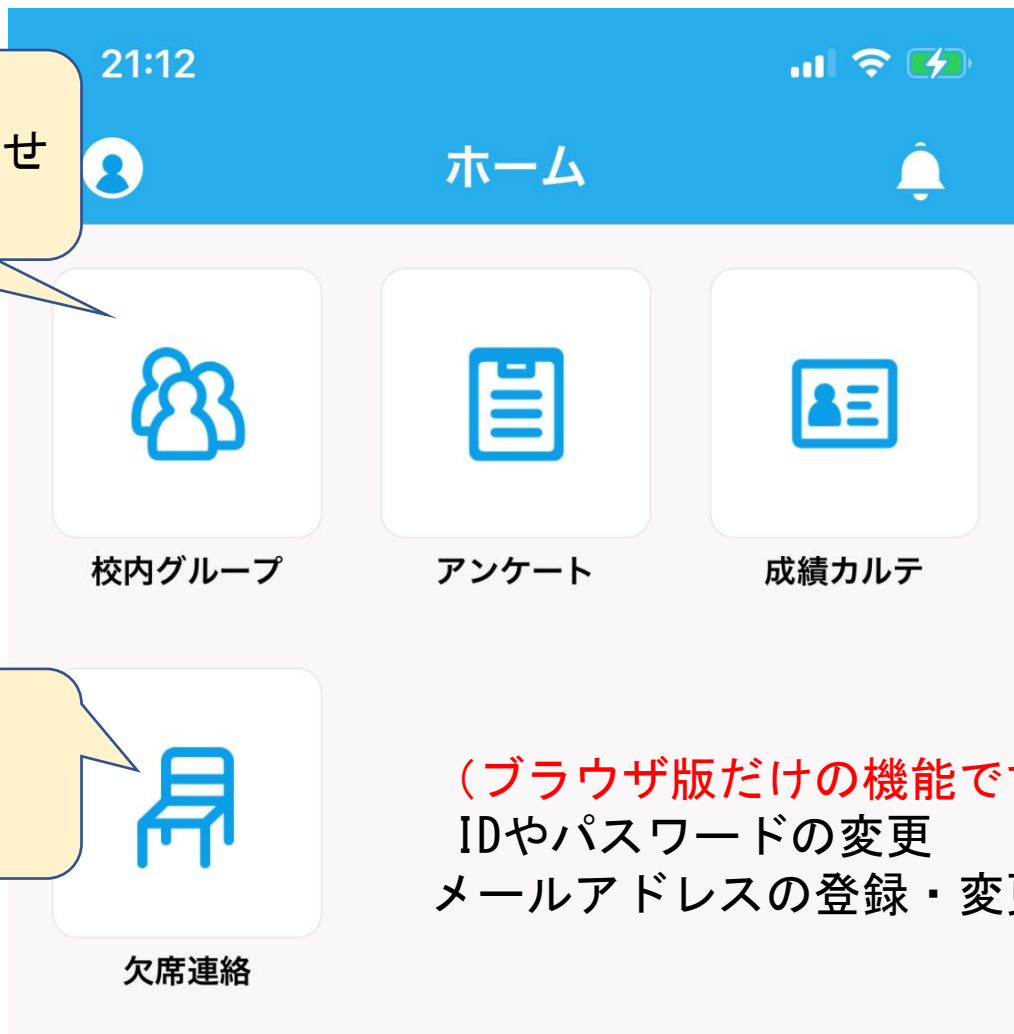 21:12
せ
ホーム
校内グループ
アンケート
成績カルテ
(ブラウザ版だけの機能で
IDやパスワードの変更
メールアドレスの登録・変
欠席連絡